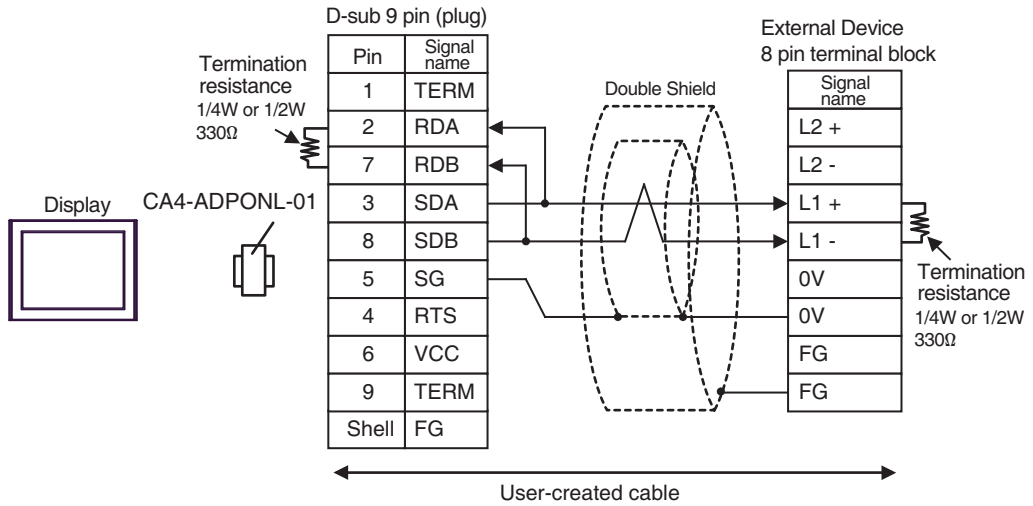 D-sub 9 pin (plug)
Pin Signal name
1 TERM
2 RDA
7 RDB
3 SDA
8 SDB
5 SG
4 RTS
6 VCC
9 TERM
Shell FG
Termination
resistance
1/4W or 1/2W
330Ω
Display
CA4-ADPONL-01
Double Shield
External Device
8 pin terminal block
Signal
name
L2 +
L2 -
L1 +
L1 -
0V
0V
FG
FG
Termination
resistance
1/4W or 1/2W
330Ω
User-created cable